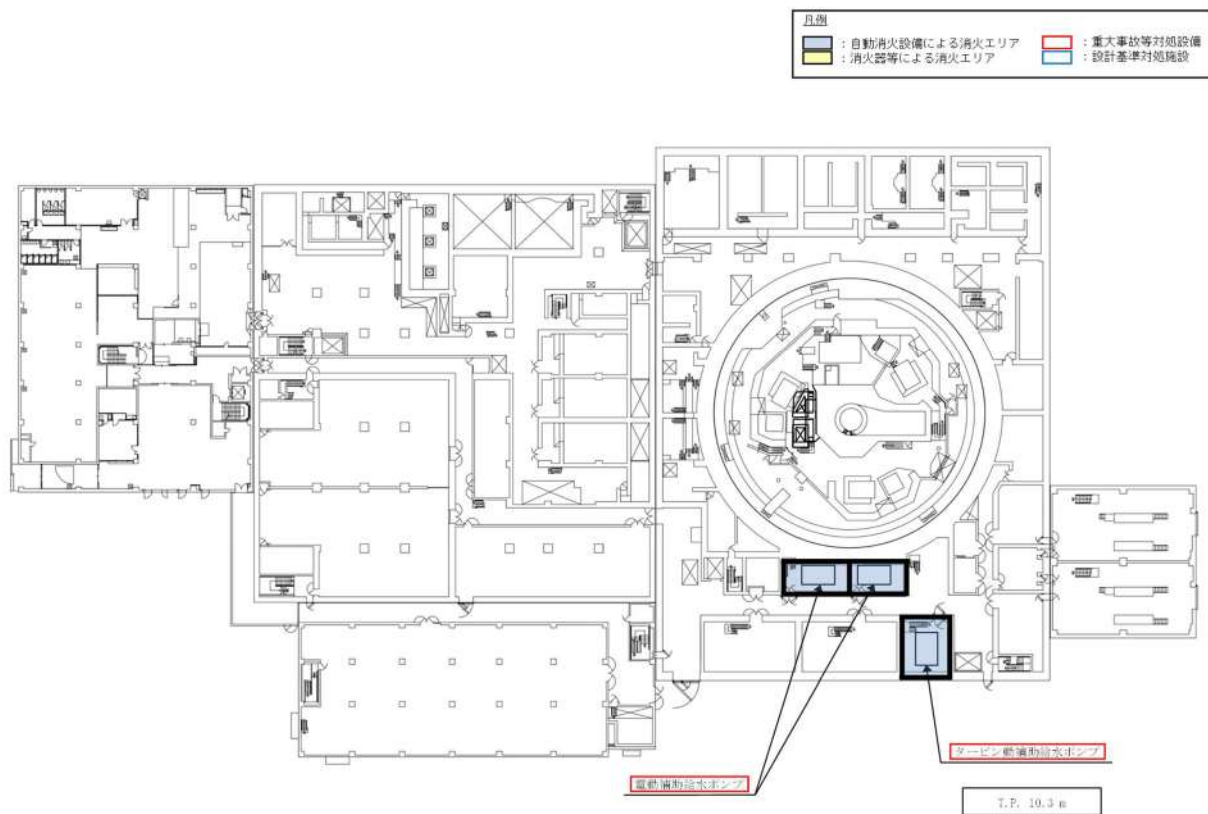 凡例
：自動消火設備による消火エリア
：重大事故等対処設備
：消火器等による消火エリア
：設計基準対処施設
タービン動補助給水ポンプ
電動補助給水ポンプ
T.P. 10.3 m